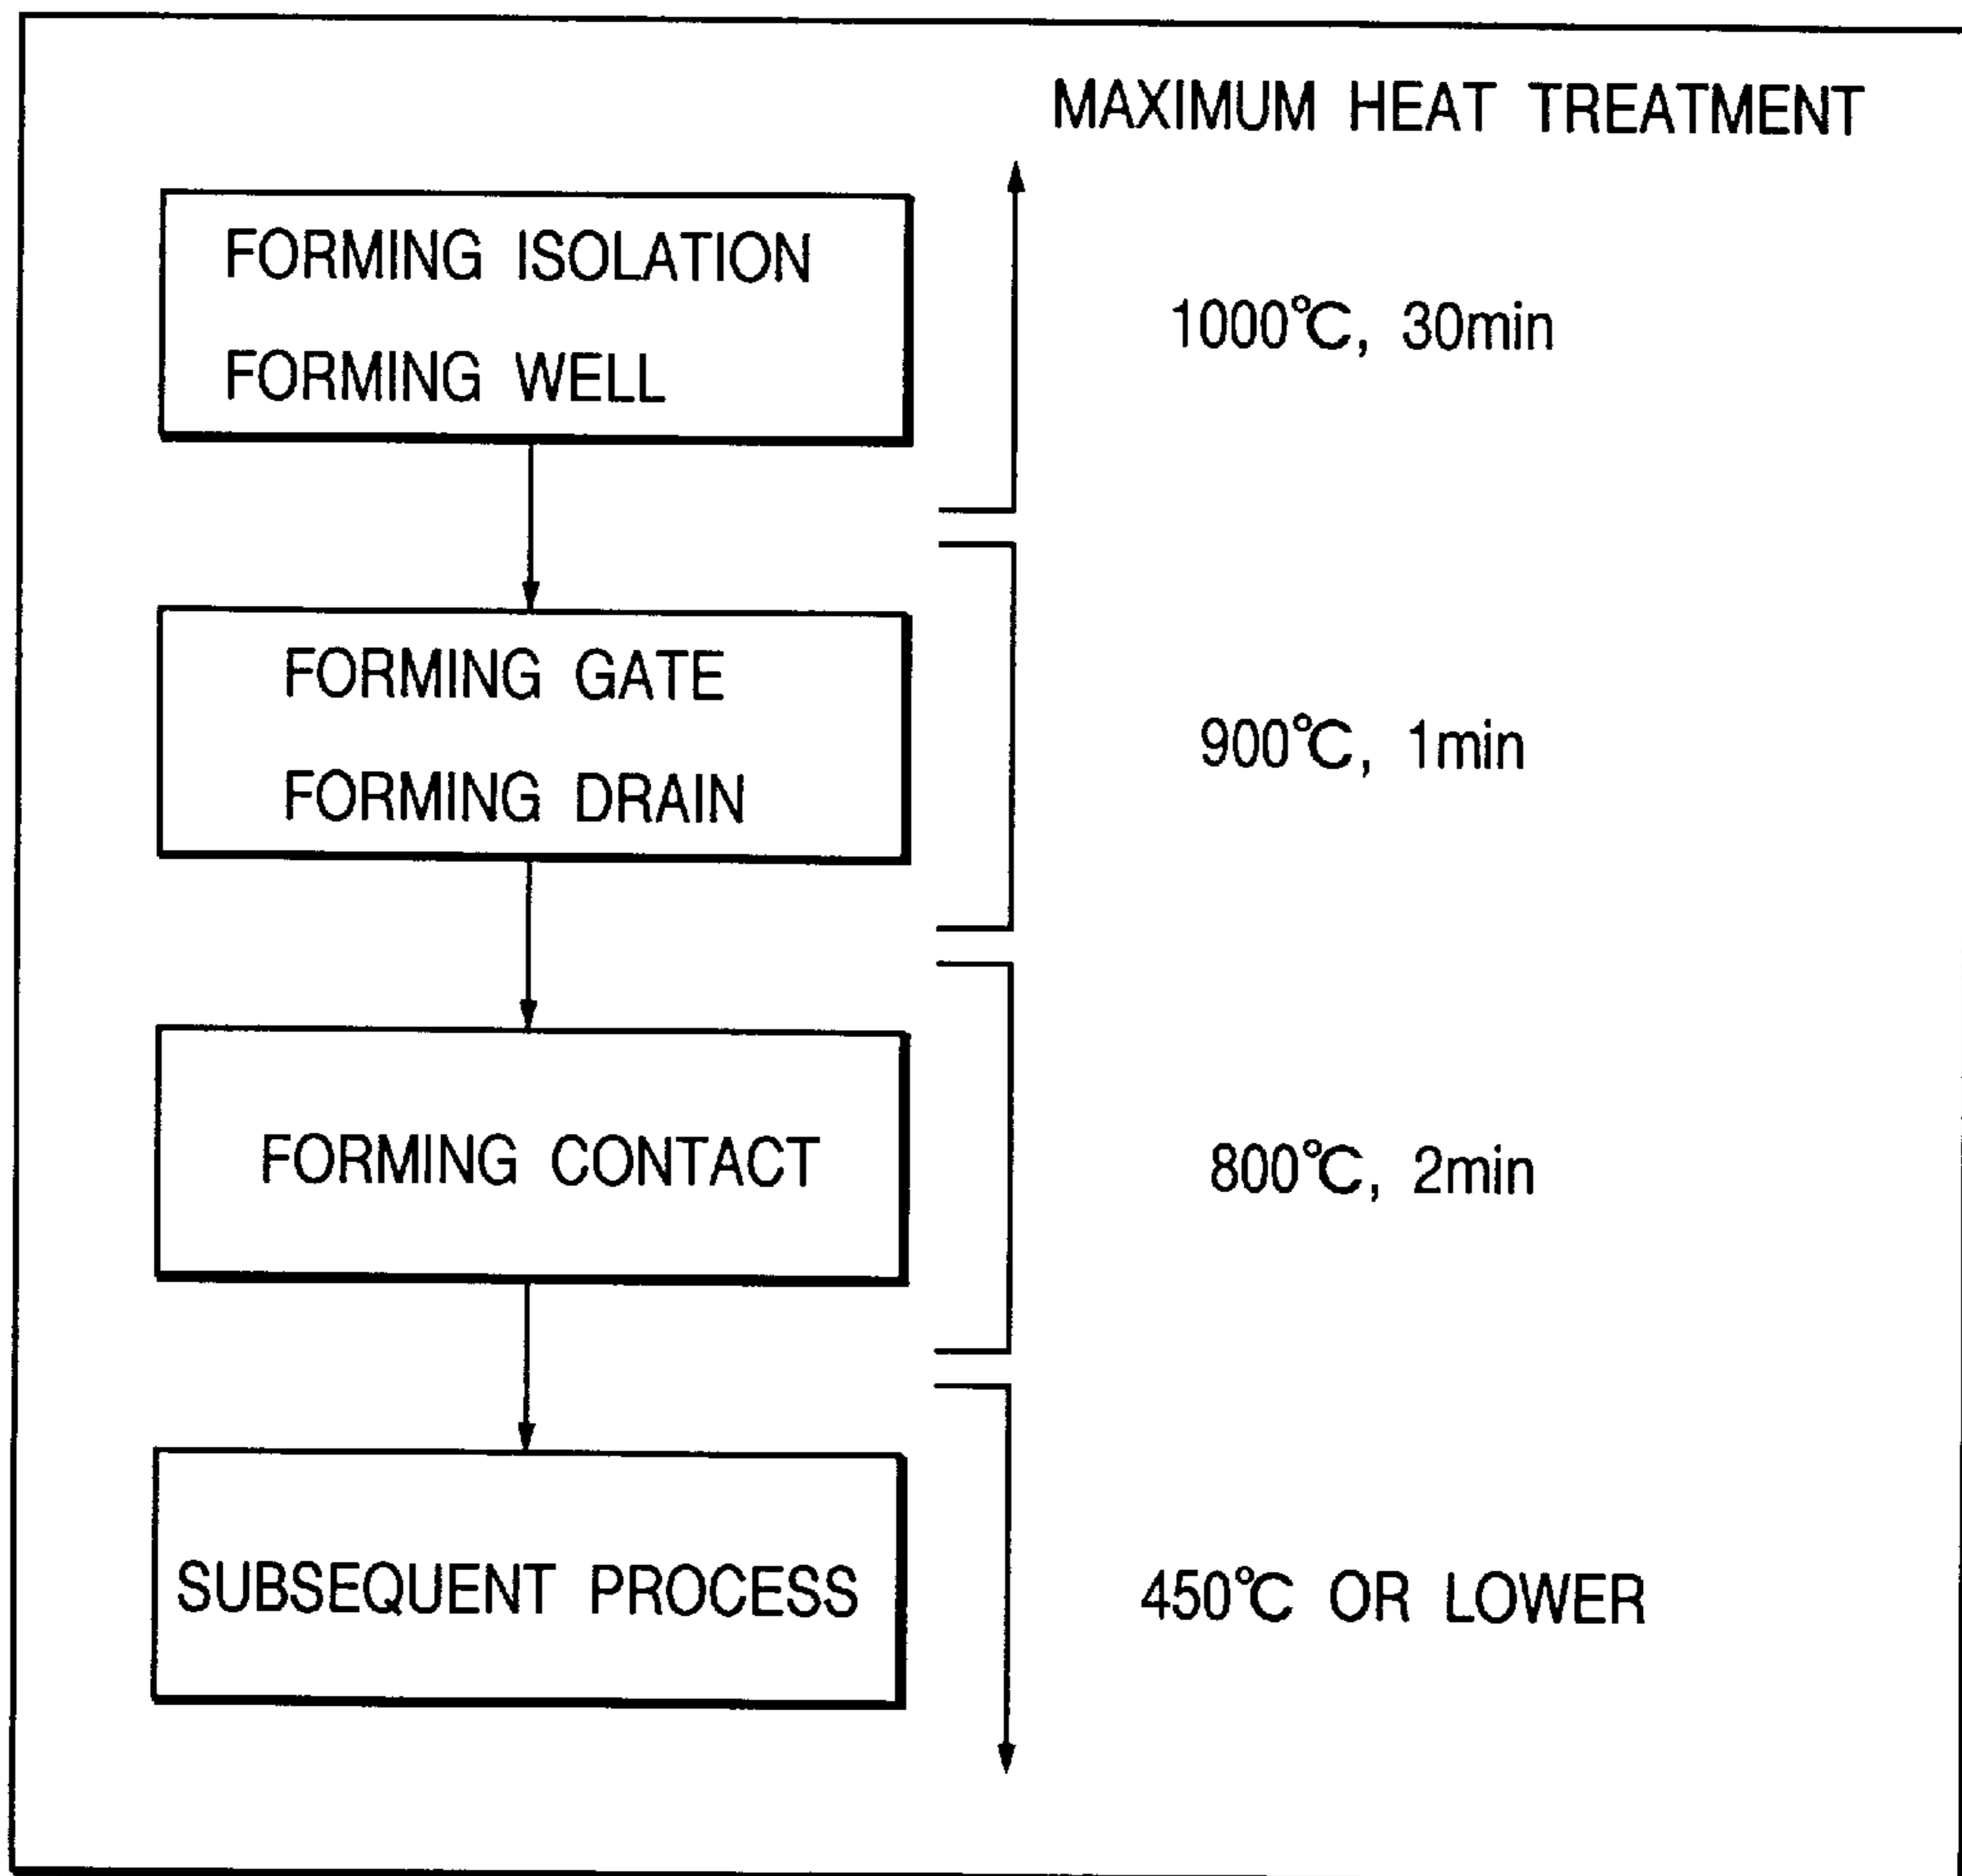 MAXIMUM HEAT TREATMENT
FORMING ISOLATION
FORMING WELL
1000℃, 30min
FORMING GATE
FORMING DRAIN
900℃, 1min
FORMING CONTACT
800℃, 2min
SUBSEQUENT PROCESS
450℃ OR LOWER